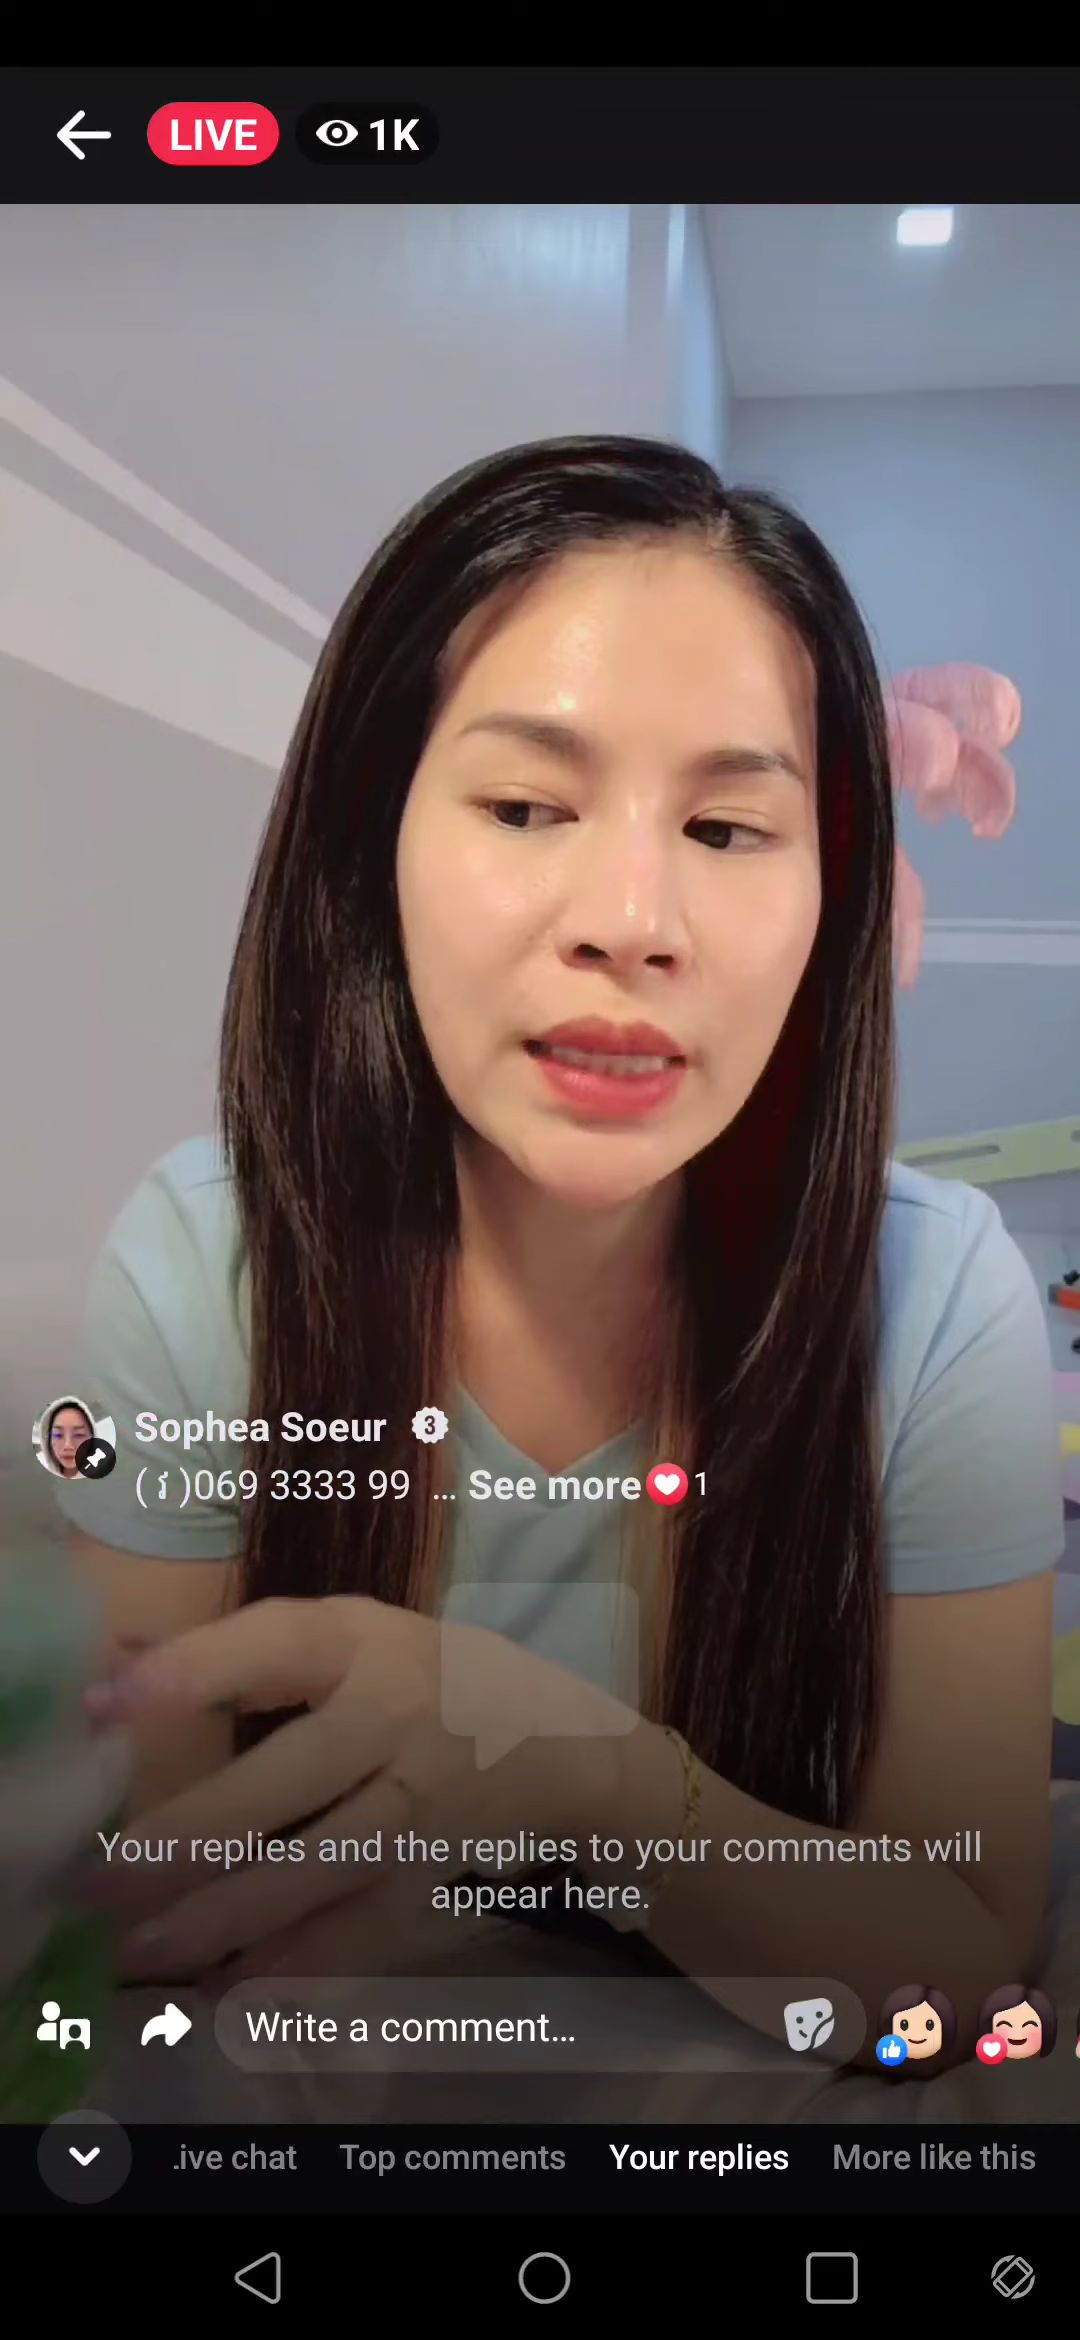 LIVE 1K
Sophea Soeur 3
(រ)069 3333 99 ... See more 1
Your replies and the replies to your comments will
appear here.
Write a comment...
ive chat Top comments Your replies More like this